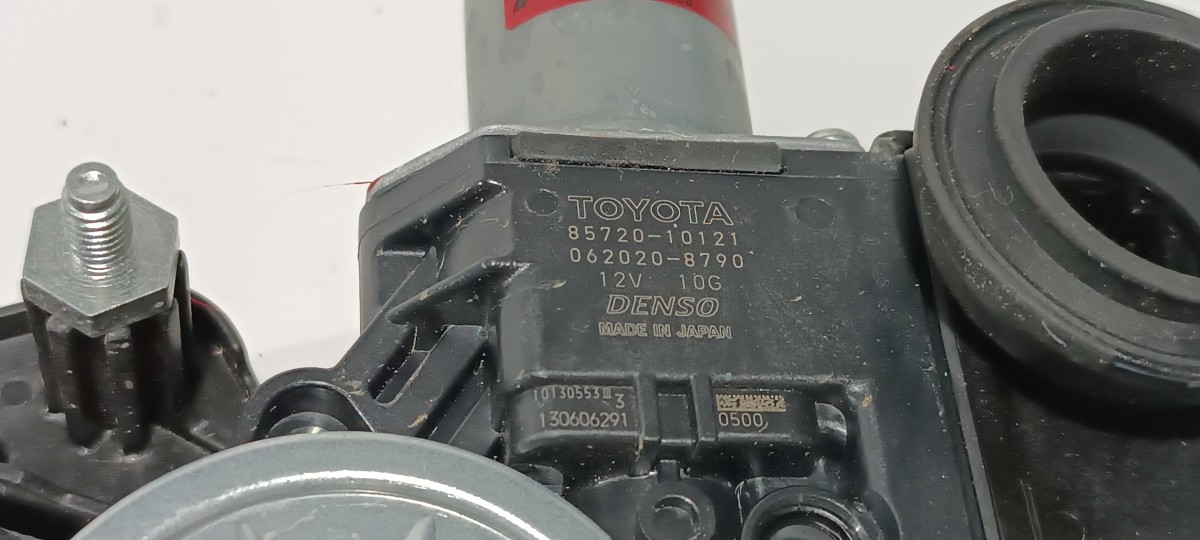 TOYOTA
85720-10121
062020-8790
12V 10G
DENSO
MADE IN JAPAN
10130553 3
130606291
0500